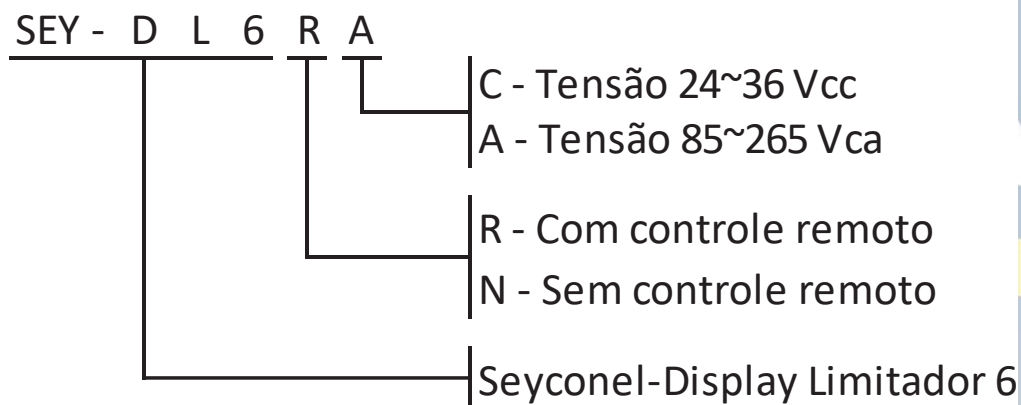 SEY - D L 6 R A
C - Tensão 24~36 Vcc
A - Tensão 85~265 Vca
R - Com controle remoto
N - Sem controle remoto
Seyconel-Display Limitador 6